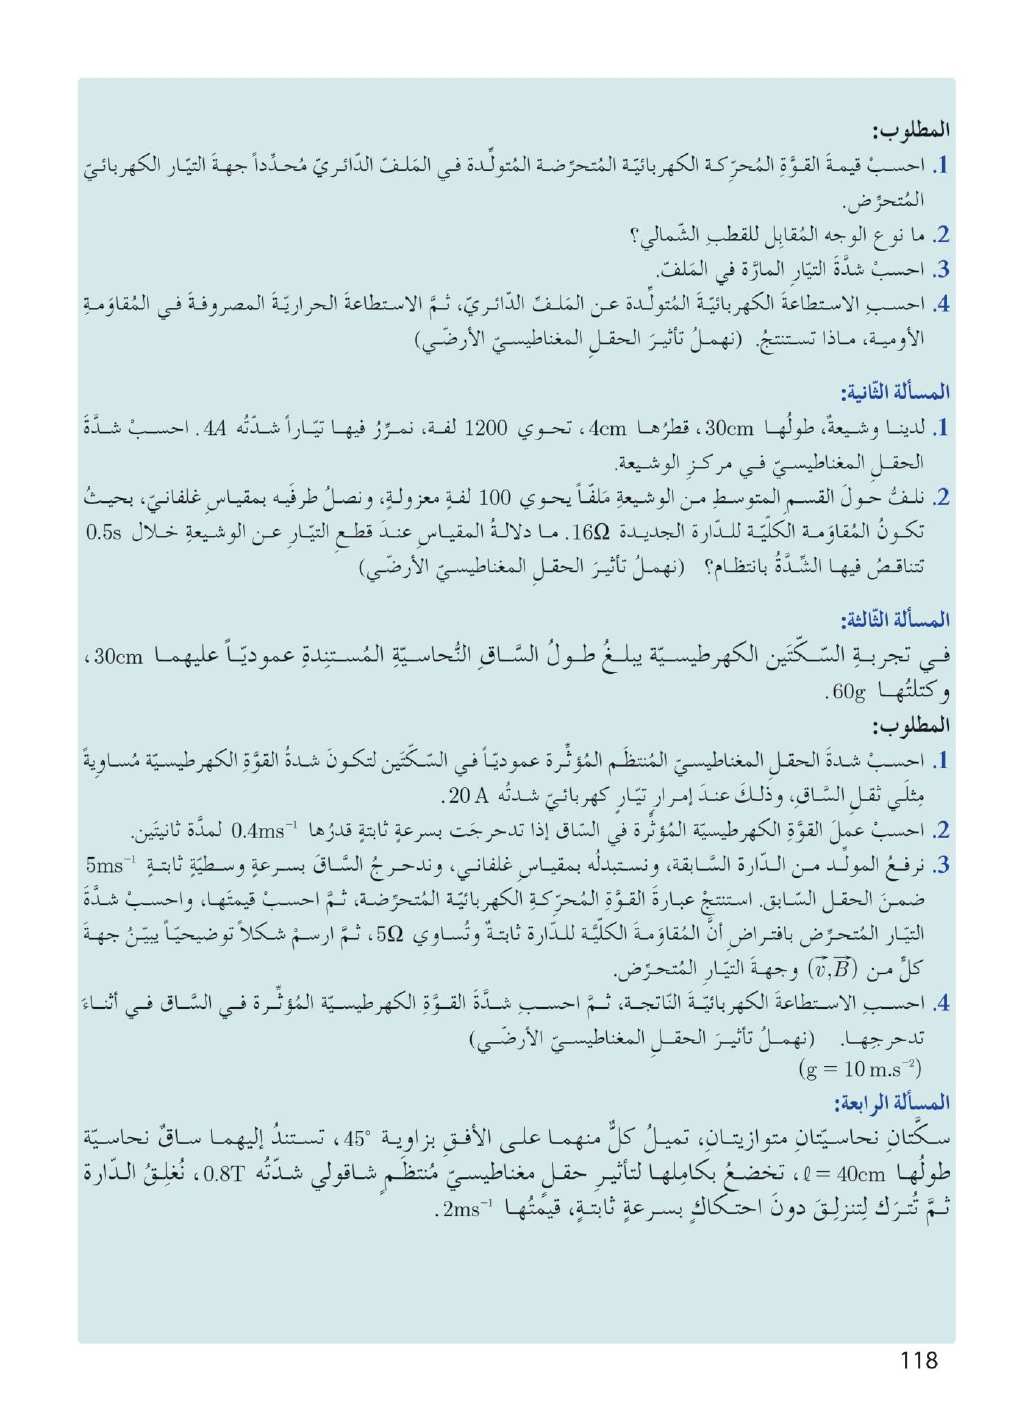 المطلوب:
1. احسبْ قيمةَ القوَّةِ المُحرّكة الكهربائيّة المُتحرّضة المُتولّدة في المَلفّ الدّائريّ مُحدِّداً جهةَ التيّار الكهربائيّ
المُتحرِّض.
2. ما نوع الوجه المُقابِل للقطبِ الشّمالي؟
3. احسبْ شدَّةَ التيّارِ المارَّة في المَلفّ.
4. احسبِ الاستطاعةَ الكهربائيّةَ المُتولّدة عن المَلفّ الدّائريّ، ثمَّ الاستطاعةَ الحراريّةَ المصروفةَ في المُقاوَمةِ
الأومية، ماذا تستنتجُ. (نهملُ تأثيرَ الحقلِ المغناطيسيّ الأرضّي)
المسألة الثّانية:
1. لدينا وشيعةٌ، طولُها 30cm، قطرُها 4cm، تحوي 1200 لفة، نمرّرُ فيها تيّاراً شدّتُه 4A. احسبْ شدَّةَ
الحقلِ المغناطيسيّ في مركزِ الوشيعة.
2. نلفُّ حولَ القسمِ المتوسطِ من الوشيعةِ مَلفّاً يحوي 100 لفةٍ معزولةٍ، ونصلُ طرفَيه بمقياسِ غلفانيّ، بحيثُ
تكونُ المُقاوَمة الكلّيّة للدّارة الجديدة 16Ω. ما دلالةُ المقياسِ عندَ قطعِ التيّارِ عن الوشيعةِ خلال 0.5s
تتناقصُ فيها الشِّدَّةُ بانتظام؟ (نهملُ تأثيرَ الحقلِ المغناطيسيّ الأرضّي)
المسألة الثّالثة:
في تجربةِ السّكّتَين الكهرطيسيّة يبلغُ طولُ السَّاقِ النُّحاسيّةِ المُستنِدةِ عموديّاً عليهما 30cm،
وكتلتُها 60g.
المطلوب:
1. احسبْ شدةَ الحقلِ المغناطيسيّ المُنتظَم المُؤثِّرة عموديّاً في السّكّتَين لتكونَ شدةُ القوَّةِ الكهرطيسيّة مُساوِيةً
مِثلَي ثقلِ السَّاقِ، وذلكَ عندَ إمرارِ تيّارٍ كهربائيّ شدتُه 20 A.
2. احسبْ عملَ القوَّةِ الكهرطيسيّة المُؤثِّرة في السّاق إذا تدحرجَت بسرعةٍ ثابتةٍ قدرُها 0.4ms⁻¹ لمدَّة ثانيتَين.
3. نرفعُ المولّد من الدّارة السَّابقة، ونستبدلُه بمقياسِ غلفاني، وندحرجُ السَّاقَ بسرعةٍ وسطيّةٍ ثابتةٍ 5ms⁻¹
ضمنَ الحقلِ السّابق. استنتجْ عبارةَ القوَّةِ المُحرّكةِ الكهربائيّة المُتحرّضة، ثمَّ احسبْ قيمتَها، واحسبْ شدَّةَ
التيّار المُتحرِّض بافتراضِ أنَّ المُقاوَمةَ الكليَّة للدّارة ثابتةٌ وتُساوي 5Ω، ثمَّ ارسمْ شكلاً توضيحيّاً يبيّنُ جهةَ
كلٍّ من (v⃗,B⃗) وجهةَ التيّار المُتحرّض.
4. احسبِ الاستطاعةَ الكهربائيّةَ النّاتجة، ثمَّ احسبِ شدَّةَ القوَّةِ الكهرطيسيّة المُؤثِّرة في السَّاق في أثناءَ
تدحرجِها. (نهملُ تأثيرَ الحقلِ المغناطيسيّ الأرضّي)
(g = 10 m.s⁻²)
المسألة الرابعة:
سكَّتانِ نحاسيّتانِ متوازيتانِ، تميلُ كلٌّ منهما على الأفقِ بزاوية 45°، تستندُ إليهما ساقٌ نحاسيّة
طولُها ℓ = 40cm، تخضعُ بكامِلها لتأثيرِ حقلٍ مغناطيسيّ مُنتظَمٍ شاقولي شدّتُه 0.8T، نُغلِقُ الدّارة
ثمَّ تُترَك لِتنزلِقَ دونَ احتكاكٍ بسرعةٍ ثابتةٍ، قيمتُها 2ms⁻¹.
118